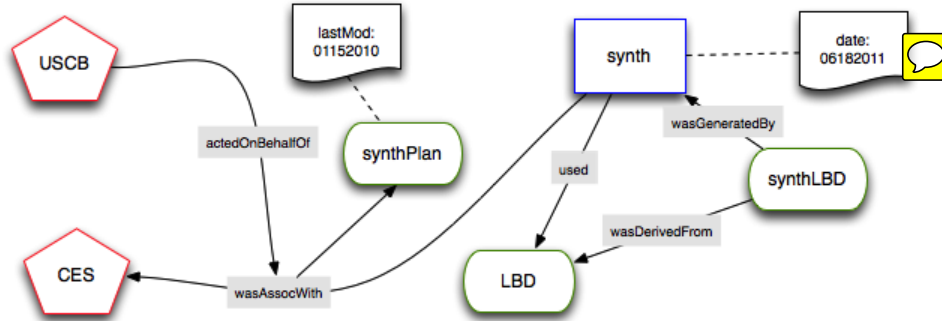 lastMod:
01152010
USCB
synth
date:
06182011
wasGeneratedBy
actedOnBehalfOf
synthPlan
used
synthLBD
wasDerivedFrom
CES
wasAssocWith
LBD